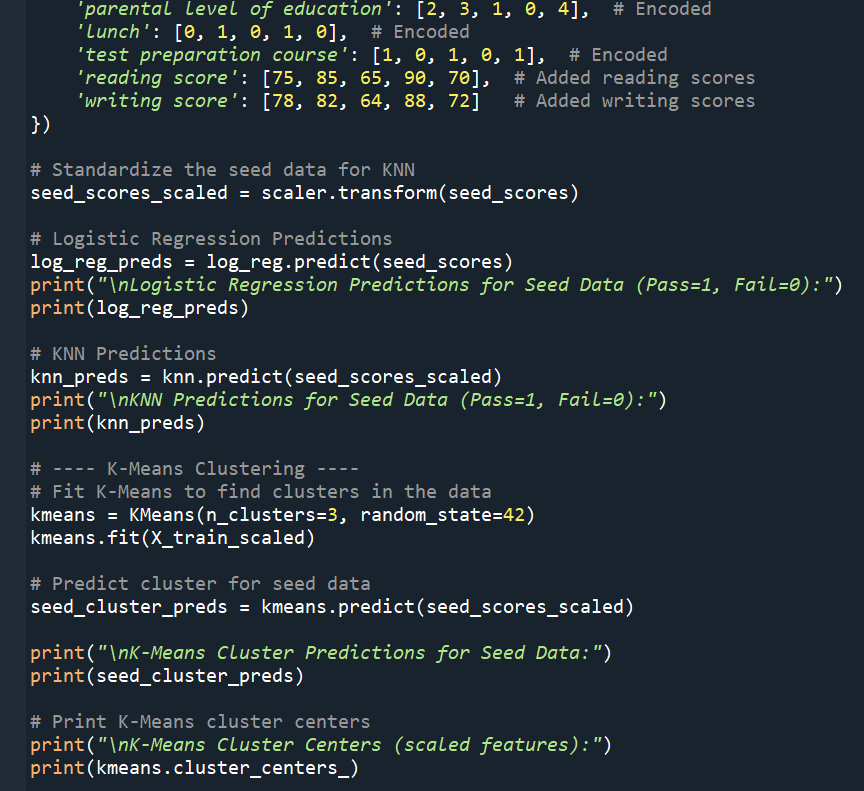 'parental level of education': [2, 3, 1, 0, 4],  # Encoded
'lunch': [0, 1, 0, 1, 0],  # Encoded
'test preparation course': [1, 0, 1, 0, 1],  # Encoded
'reading score': [75, 85, 65, 90, 70],  # Added reading scores
'writing score': [78, 82, 64, 88, 72]   # Added writing scores
})
# Standardize the seed data for KNN
seed_scores_scaled = scaler.transform(seed_scores)
# Logistic Regression Predictions
log_reg_preds = log_reg.predict(seed_scores)
print("\nLogistic Regression Predictions for Seed Data (Pass=1, Fail=0):")
print(log_reg_preds)
# KNN Predictions
knn_preds = knn.predict(seed_scores_scaled)
print("\nKNN Predictions for Seed Data (Pass=1, Fail=0):")
print(knn_preds)
# ---- K-Means Clustering ----
# Fit K-Means to find clusters in the data
kmeans = KMeans(n_clusters=3, random_state=42)
kmeans.fit(X_train_scaled)
# Predict cluster for seed data
seed_cluster_preds = kmeans.predict(seed_scores_scaled)
print("\nK-Means Cluster Predictions for Seed Data:")
print(seed_cluster_preds)
# Print K-Means cluster centers
print("\nK-Means Cluster Centers (scaled features):")
print(kmeans.cluster_centers_)